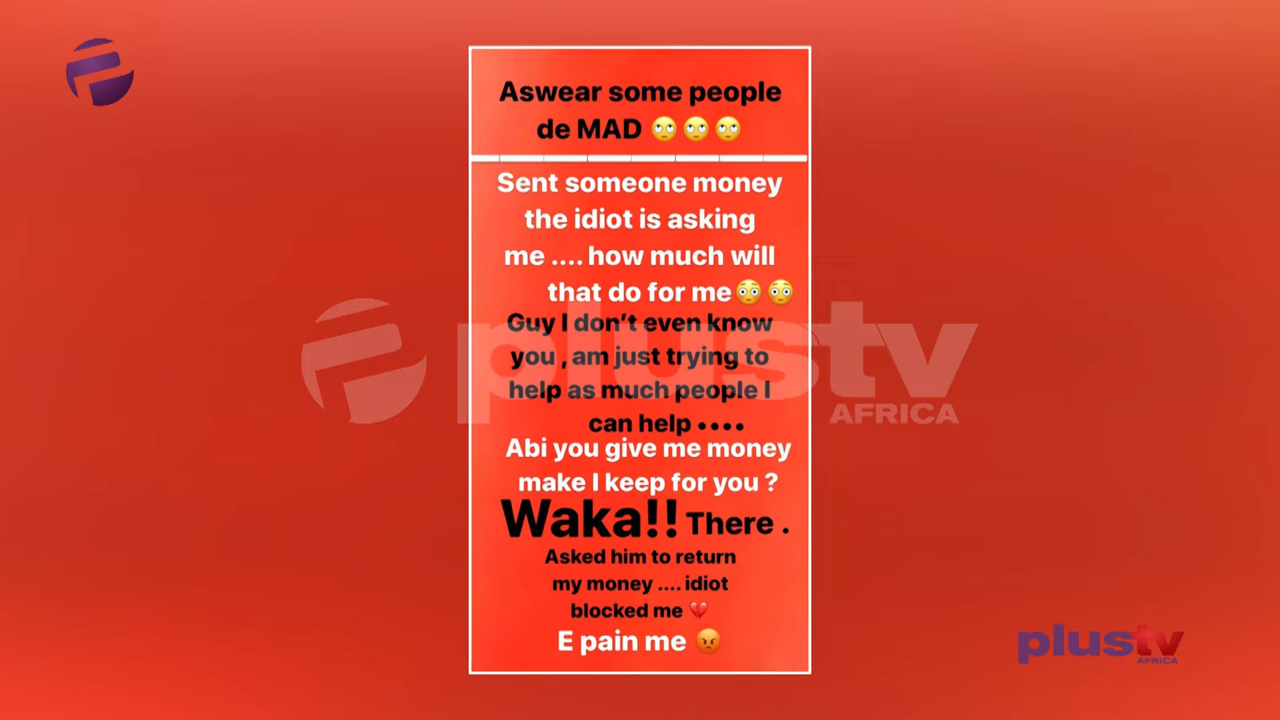 Aswear some people
de MAD 🙄🙄🙄
Sent someone money
the idiot is asking
me .... how much will
that do for me😳😳
Guy I don’t even know
you , am just trying to
help as much people I
can help ••••
Abi you give me money
make I keep for you ?
Waka!! There .
Asked him to return
my money .... idiot
blocked me 💔
E pain me 😡
plustv
AFRICA
plustv
AFRICA